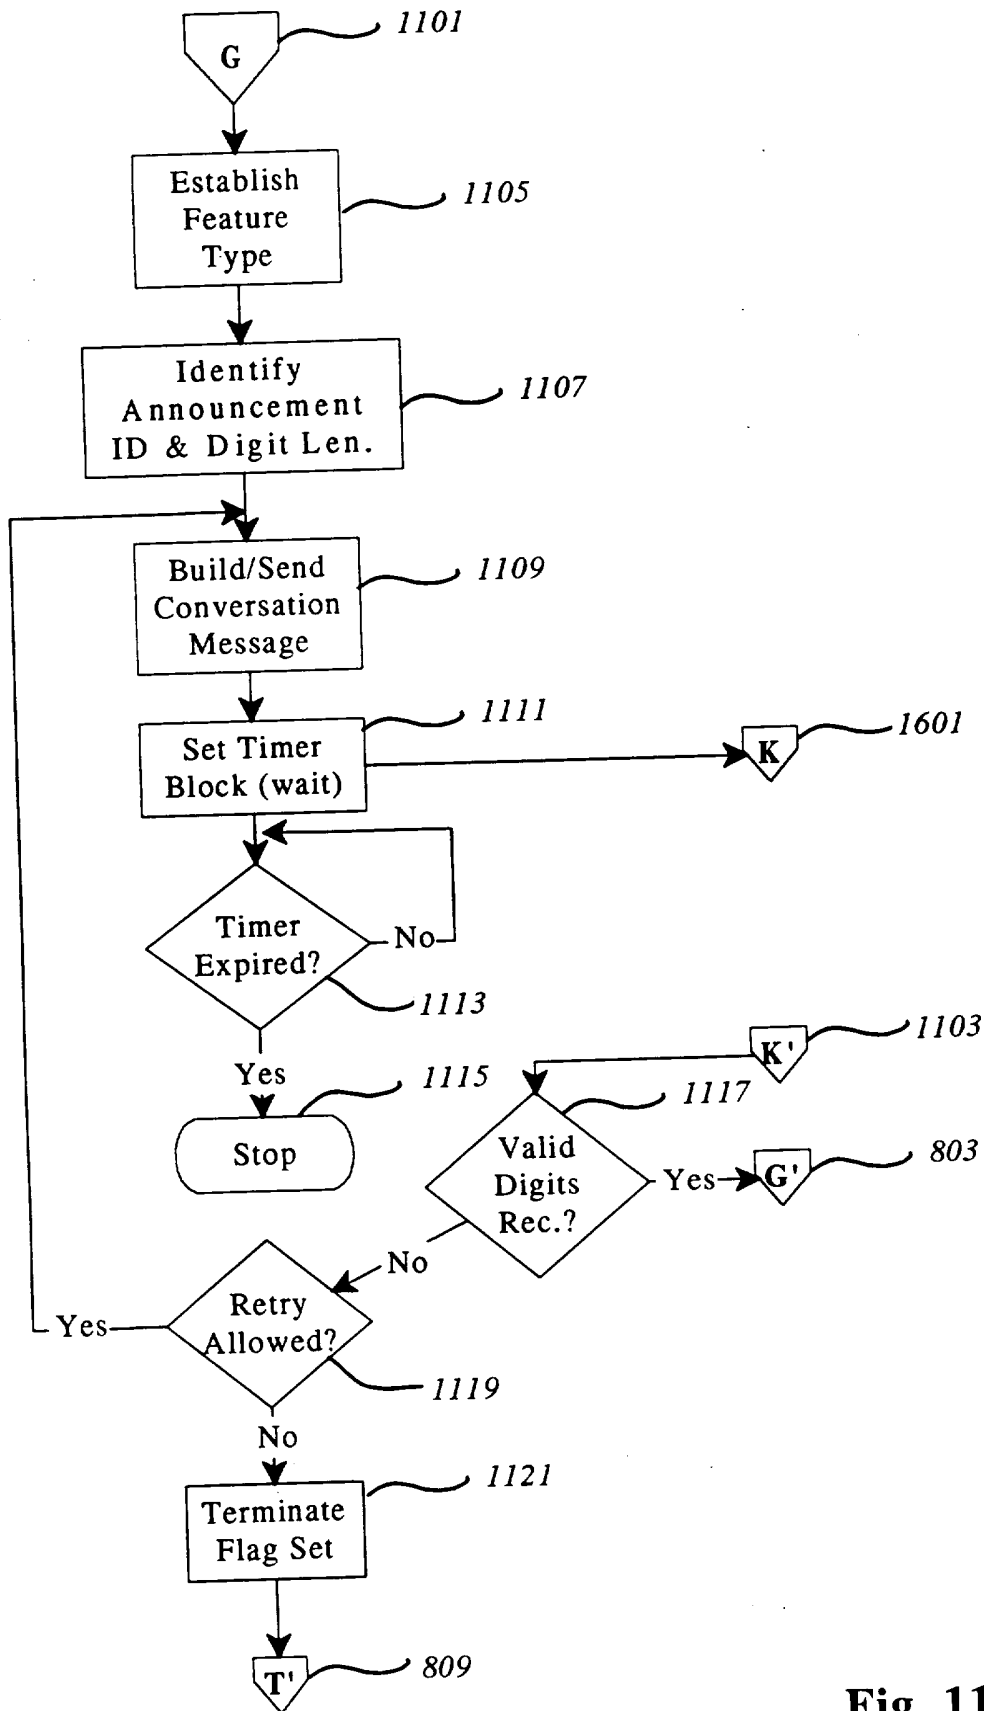 1101
G
Establish
Feature
Type
1105
Identify
Announcement
ID & Digit Len.
1107
Build/Send
Conversation
Message
1109
1111
Set Timer
Block (wait)
K
1601
Timer
Expired?
No
1113
Yes
1115
Stop
K'
1103
1117
Valid
Digits
Rec.?
Yes
G'
803
No
Retry
Allowed?
Yes
1119
No
1121
Terminate
Flag Set
T'
809
Fig. 11